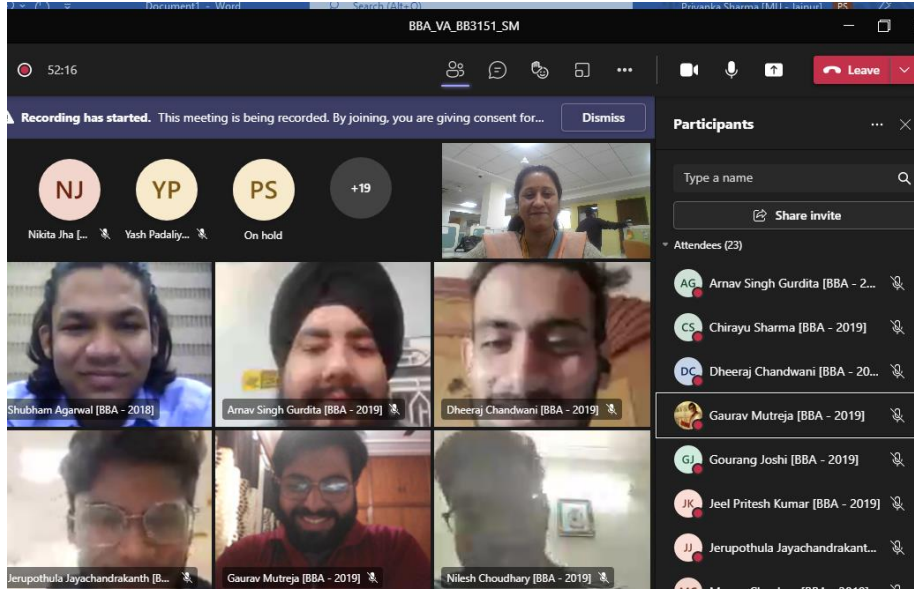 Document1 - Word
Search (Alt+Q)
Priyanka Sharma [MU - Jaipur]
PS
BBA_VA_BB3151_SM
52:16
Leave
Recording has started. This meeting is being recorded. By joining, you are giving consent for...
Dismiss
Participants
NJ
YP
PS
+19
Nikita Jha [...
Yash Padaliy...
On hold
Type a name
Share invite
Attendees (23)
AG
Arnav Singh Gurdita [BBA - 2...
CS
Chirayu Sharma [BBA - 2019]
DC
Dheeraj Chandwani [BBA - 20...
Gaurav Mutreja [BBA - 2019]
GJ
Gourang Joshi [BBA - 2019]
JK
Jeel Pritesh Kumar [BBA - 2019]
JJ
Jerupothula Jayachandrakant...
Shubham Agarwal [BBA - 2018]
Arnav Singh Gurdita [BBA - 2019]
Dheeraj Chandwani [BBA - 2019]
Jerupothula Jayachandrakanth [B...
Gaurav Mutreja [BBA - 2019]
Nilesh Choudhary [BBA - 2019]